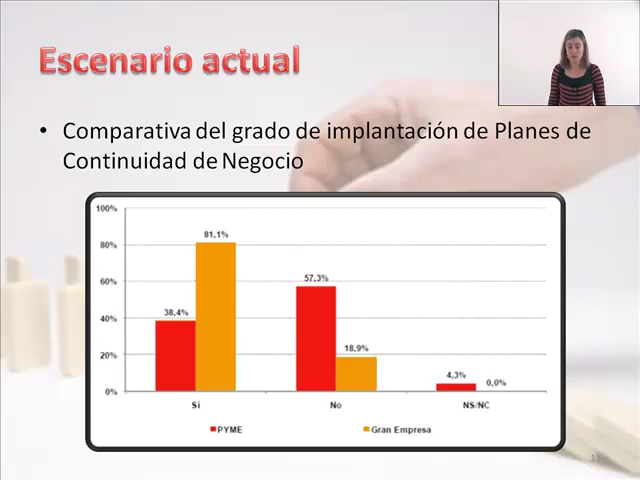 Escenario actual
• Comparativa del grado de implantación de Planes de
Continuidad de Negocio
100%
80%
60%
40%
20%
0%
81,1%
38,4%
57,3%
18,9%
4,3%
0,0%
Si
No
NS/NC
PYME
Gran Empresa